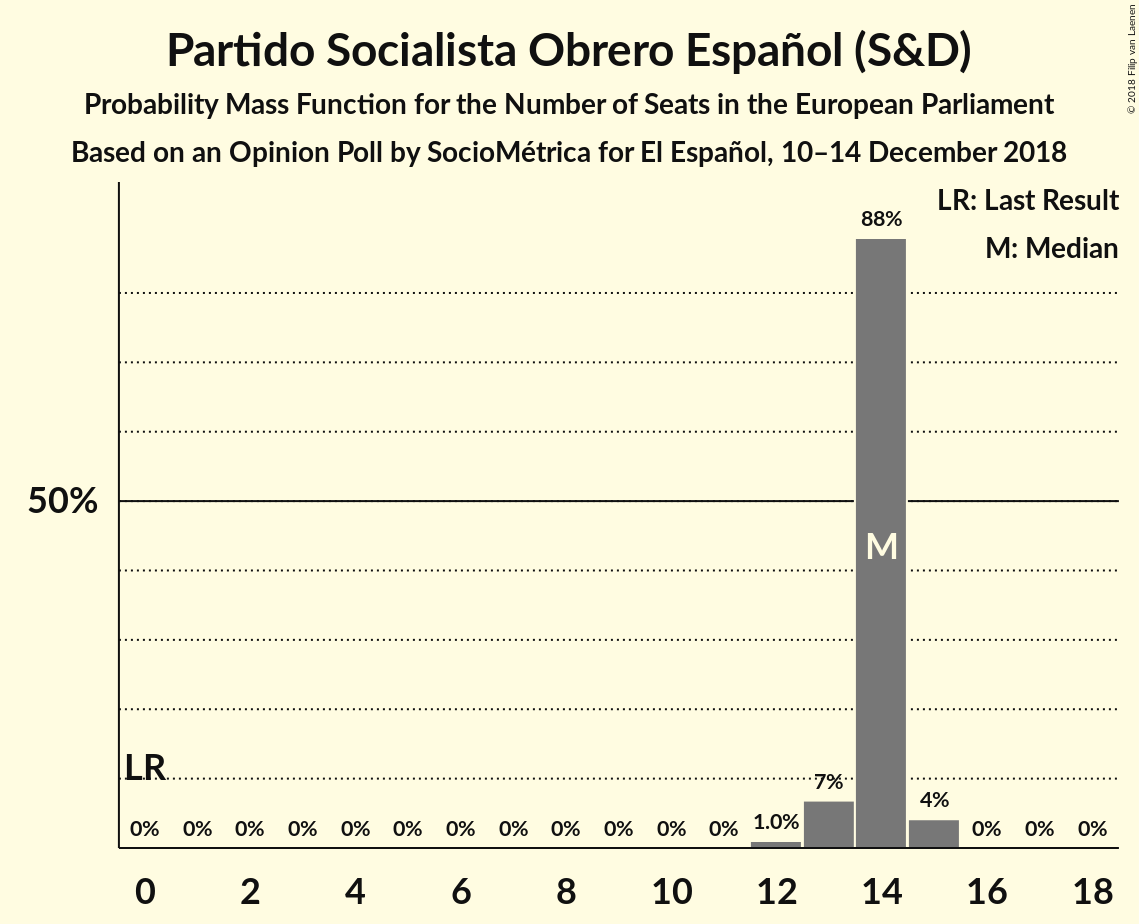 Partido Socialista Obrero Español (S&D)
Probability Mass Function for the Number of Seats in the European Parliament
Based on an Opinion Poll by SocioMétrica for El Español, 10–14 December 2018
© 2018 Filip van Laenen
LR: Last Result
M: Median
88%
50%
M
LR
7%
4%
1.0%
0% 0% 0% 0% 0% 0% 0% 0% 0% 0% 0% 0% 0% 0% 0%
0 2 4 6 8 10 12 14 16 18